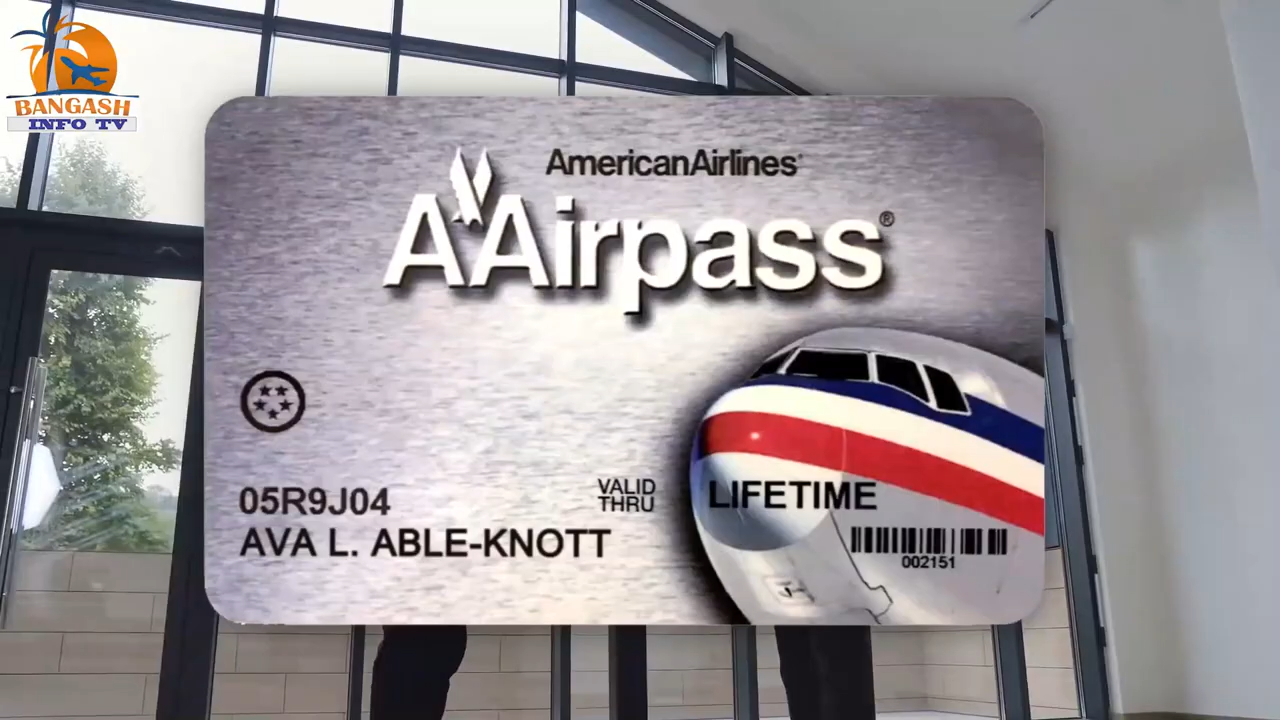 BANGASH
INFO TV
AmericanAirlines®
AAirpass®
05R9J04
VALID
THRU
LIFETIME
AVA L. ABLE-KNOTT
002151